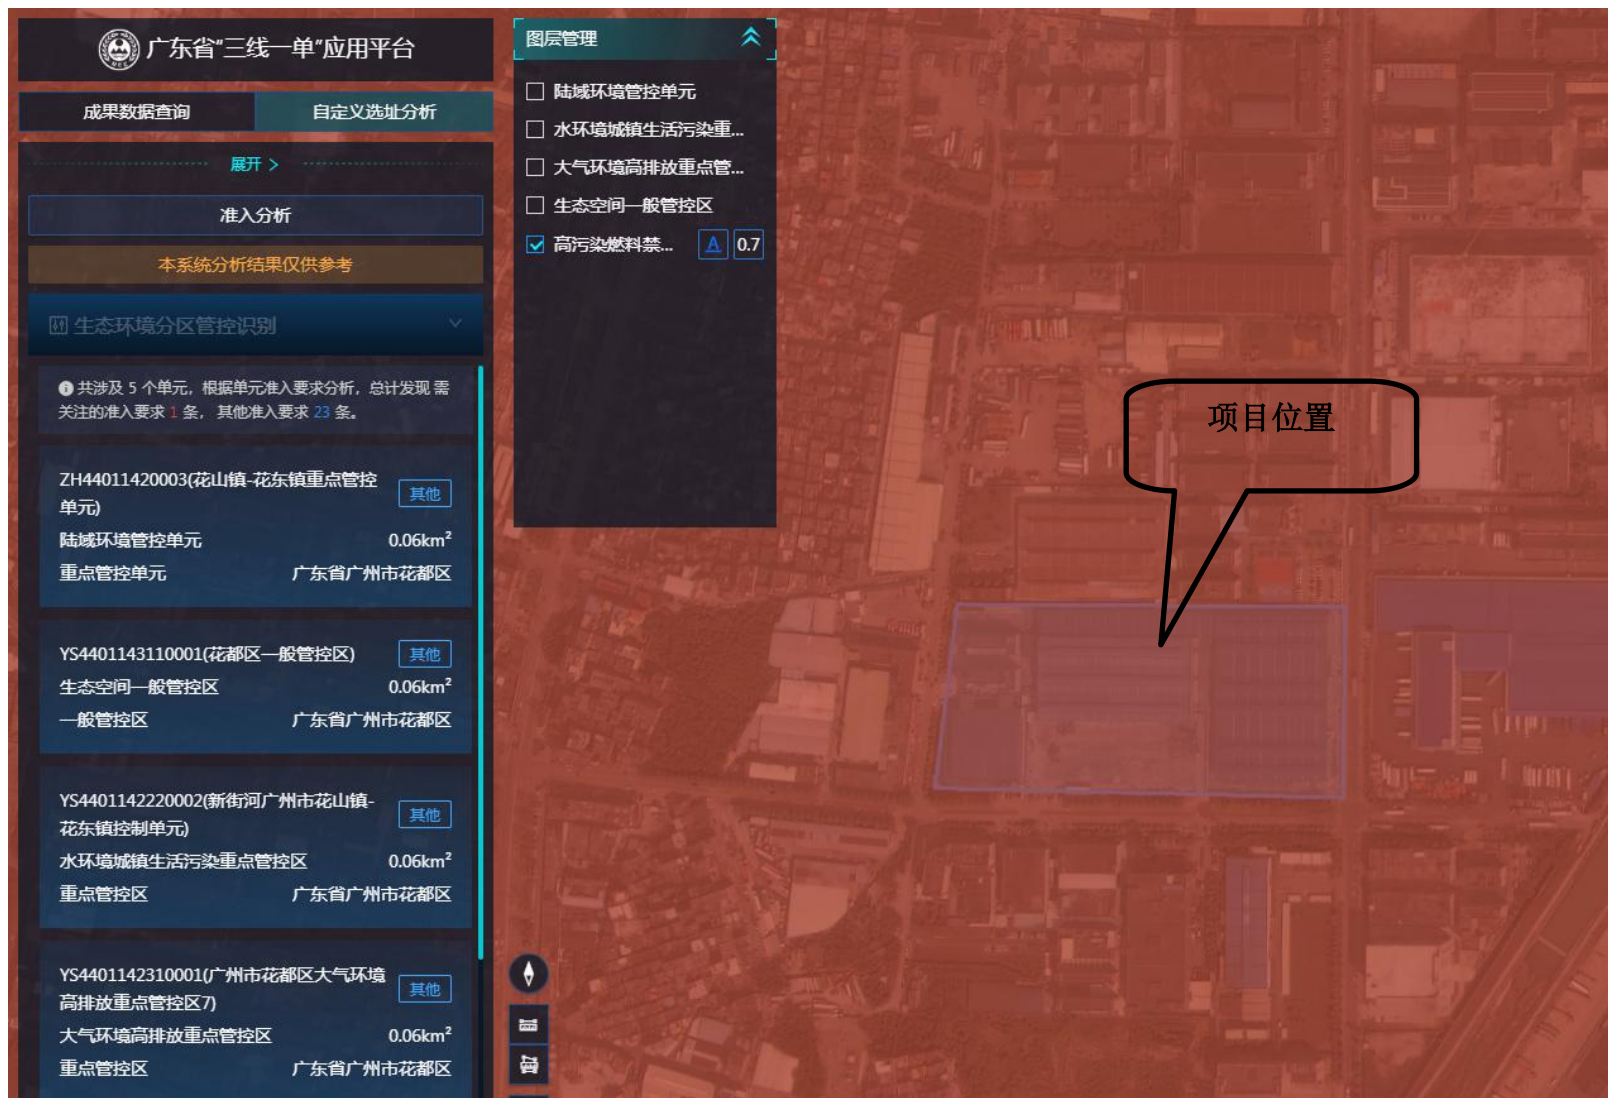 广东省“三线一单”应用平台
成果数据查询
自定义选址分析
展开 >
准入分析
本系统分析结果仅供参考
生态环境分区管控识别
共涉及 5 个单元，根据单元准入要求分析，总计发现 需
关注的准入要求 1 条， 其他准入要求 23 条。
ZH44011420003(花山镇-花东镇重点管控
单元)
其他
陆域环境管控单元 0.06km²
重点管控单元 广东省广州市花都区
YS4401143110001(花都区一般管控区)
其他
生态空间一般管控区 0.06km²
一般管控区 广东省广州市花都区
YS4401142220002(新街河广州市花山镇-
花东镇控制单元)
其他
水环境城镇生活污染重点管控区 0.06km²
重点管控区 广东省广州市花都区
YS4401142310001(广州市花都区大气环境
高排放重点管控区7)
其他
大气环境高排放重点管控区 0.06km²
重点管控区 广东省广州市花都区
图层管理
陆域环境管控单元
水环境城镇生活污染重...
大气环境高排放重点管...
生态空间一般管控区
高污染燃料禁... A 0.7
项目位置